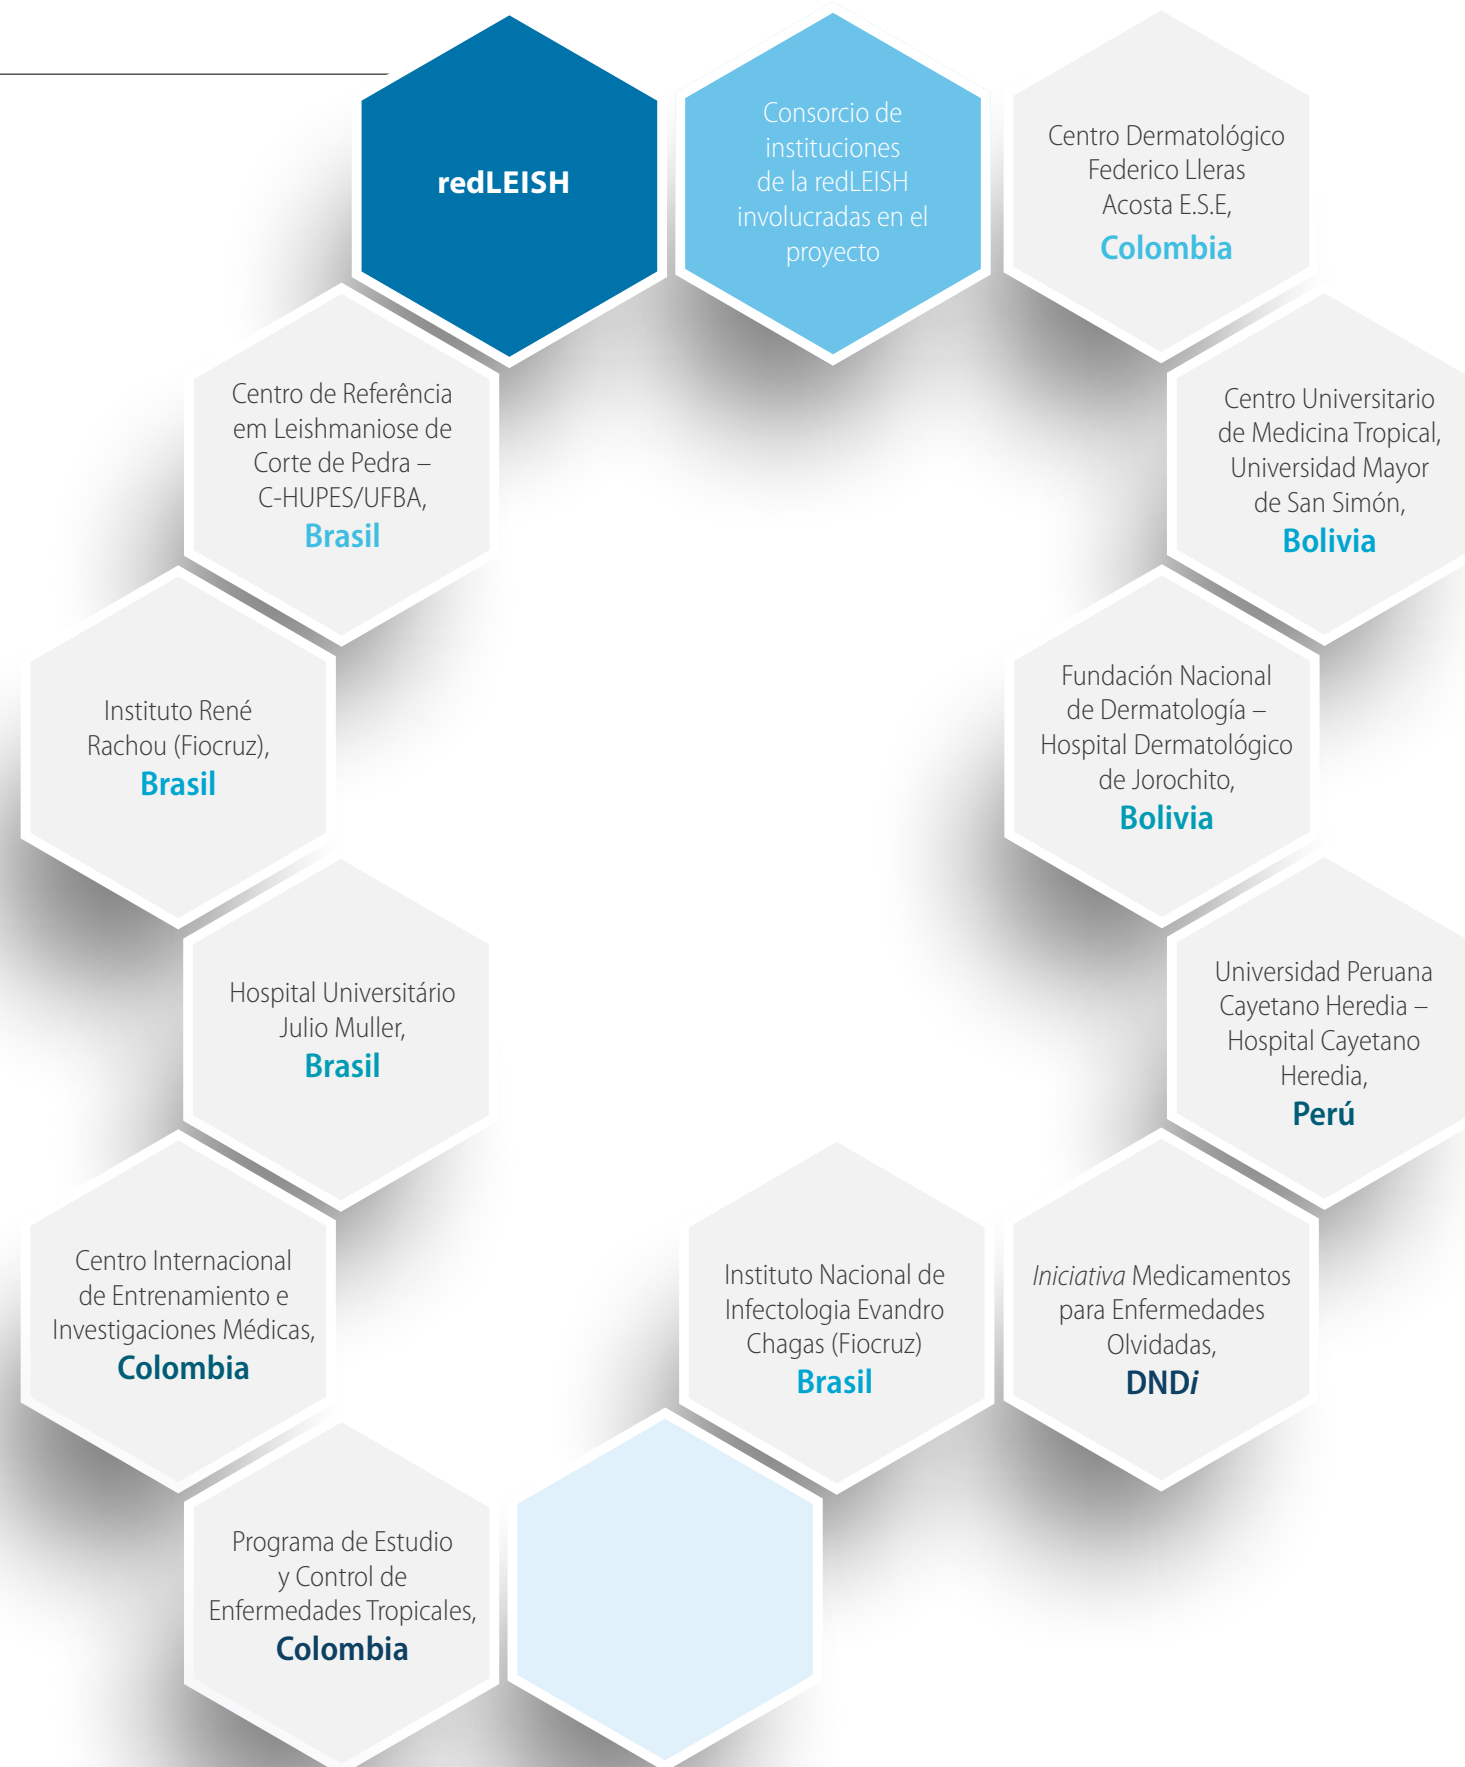 redLEISH
Consorcio de
instituciones
de la redLEISH
involucradas en el
proyecto
Centro Dermatológico
Federico Lleras
Acosta E.S.E,
Colombia
Centro Universitario
de Medicina Tropical,
Universidad Mayor
de San Simón,
Bolivia
Fundación Nacional
de Dermatología –
Hospital Dermatológico
de Jorochito,
Bolivia
Universidad Peruana
Cayetano Heredia –
Hospital Cayetano
Heredia,
Perú
Iniciativa Medicamentos
para Enfermedades
Olvidadas,
DNDi
Instituto Nacional de
Infectologia Evandro
Chagas (Fiocruz)
Brasil
Programa de Estudio
y Control de
Enfermedades Tropicales,
Colombia
Centro Internacional
de Entrenamiento e
Investigaciones Médicas,
Colombia
Hospital Universitário
Julio Muller,
Brasil
Instituto René
Rachou (Fiocruz),
Brasil
Centro de Referência
em Leishmaniose de
Corte de Pedra –
C-HUPES/UFBA,
Brasil